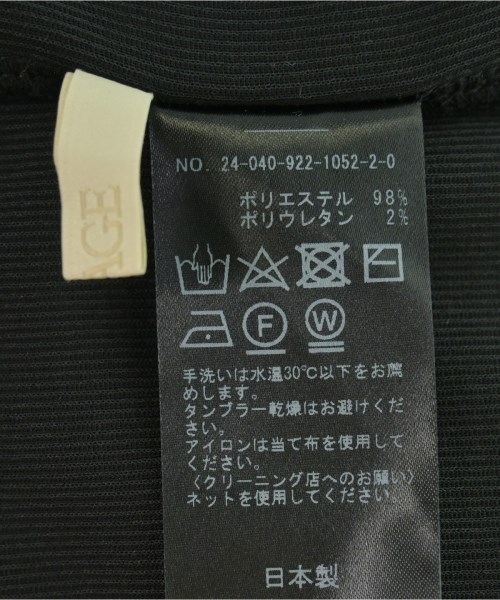 AGE
NO. 24-040-922-1052-2-0
ポリエステル 98%
ポリウレタン 2%
F W
手洗いは水温30℃以下をお薦
めします。
タンブラー乾燥はお避けくだ
さい。
アイロンは当て布を使用して
ください。
〈クリーニング店へのお願い〉
ネットを使用してください。
日本製